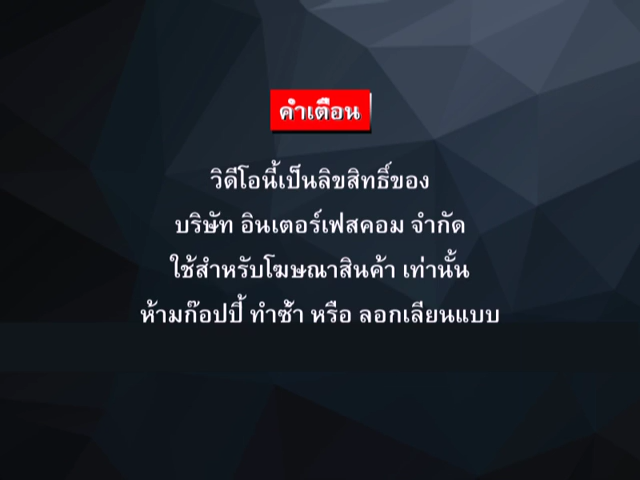 คำเตือน
วิดีโอนี้เป็นลิขสิทธิ์ของ
บริษัท อินเตอร์เฟสคอม จำกัด
ใช้สำหรับโฆษณาสินค้า เท่านั้น
ห้ามก๊อปปี้ ทำซ้ำ หรือ ลอกเลียนแบบ